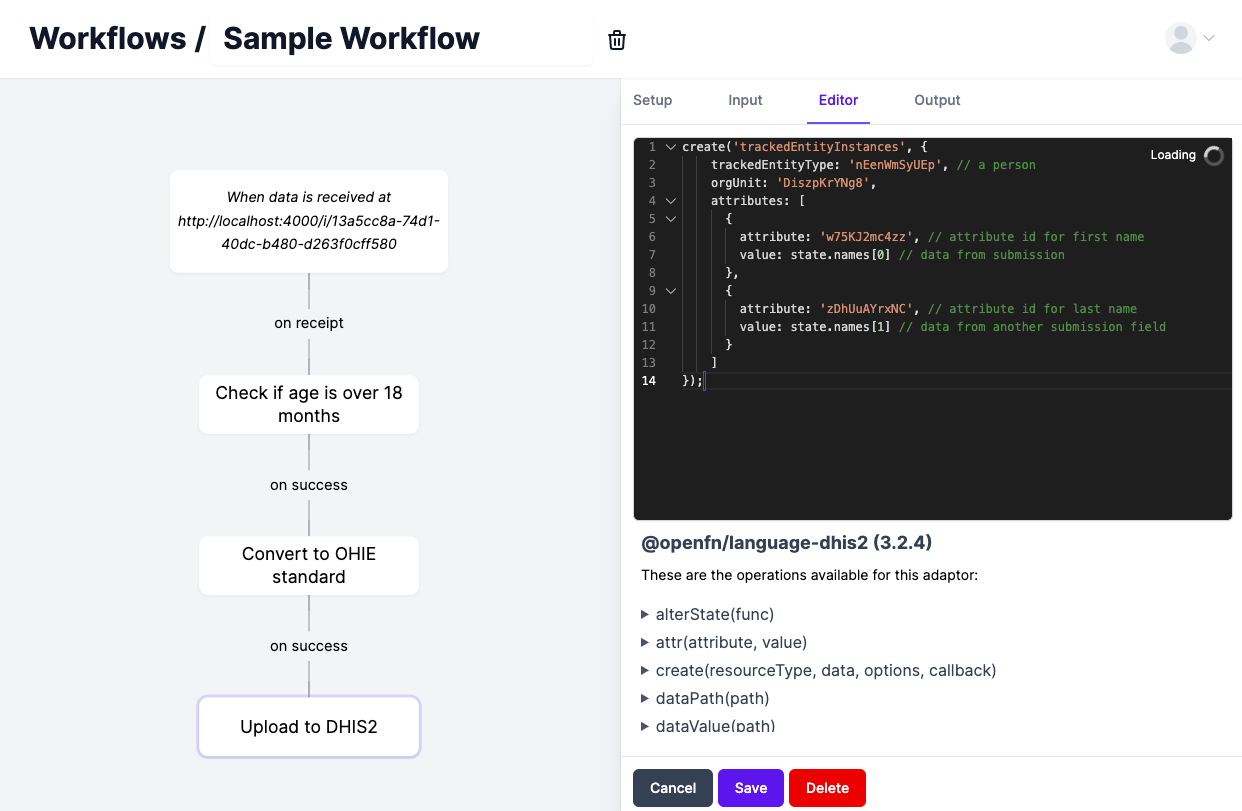 Workflows / Sample Workflow
When data is received at
http://localhost:4000/i/13a5cc8a-74d1-
40dc-b480-d263f0cff580
on receipt
Check if age is over 18
months
on success
Convert to OHIE
standard
on success
Upload to DHIS2
Setup Input Editor Output
Loading
1 create('trackedEntityInstances', {
2 trackedEntityType: 'nEenWmSyUEp', // a person
3 orgUnit: 'DiszpKrYNg8',
4 attributes: [
5 {
6 attribute: 'w75KJ2mc4zz', // attribute id for first name
7 value: state.names[0] // data from submission
8 },
9 {
10 attribute: 'zDhUuAYrxNC', // attribute id for last name
11 value: state.names[1] // data from another submission field
12 }
13 ]
14 });
@openfn/language-dhis2 (3.2.4)
These are the operations available for this adaptor:
alterState(func)
attr(attribute, value)
create(resourceType, data, options, callback)
dataPath(path)
dataValue(path)
Cancel Save Delete